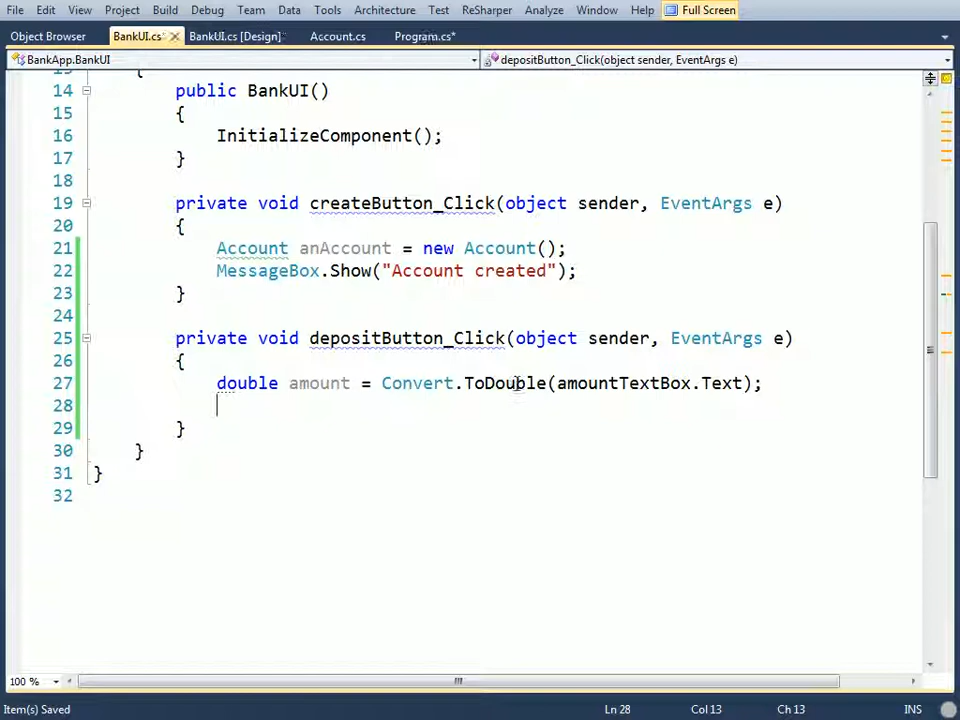 File Edit View Project Build Debug Team Data Tools Architecture Test ReSharper Analyze Window Help Full Screen
Object Browser BankUI.cs* BankUI.cs [Design]* Account.cs Program.cs*
BankApp.BankUI depositButton_Click(object sender, EventArgs e)
13 {
14 public BankUI()
15 {
16 InitializeComponent();
17 }
18
19 private void createButton_Click(object sender, EventArgs e)
20 {
21 Account anAccount = new Account();
22 MessageBox.Show("Account created");
23 }
24
25 private void depositButton_Click(object sender, EventArgs e)
26 {
27 double amount = Convert.ToDouble(amountTextBox.Text);
28
29 }
30 }
31 }
32
100 %
Item(s) Saved Ln 28 Col 13 Ch 13 INS